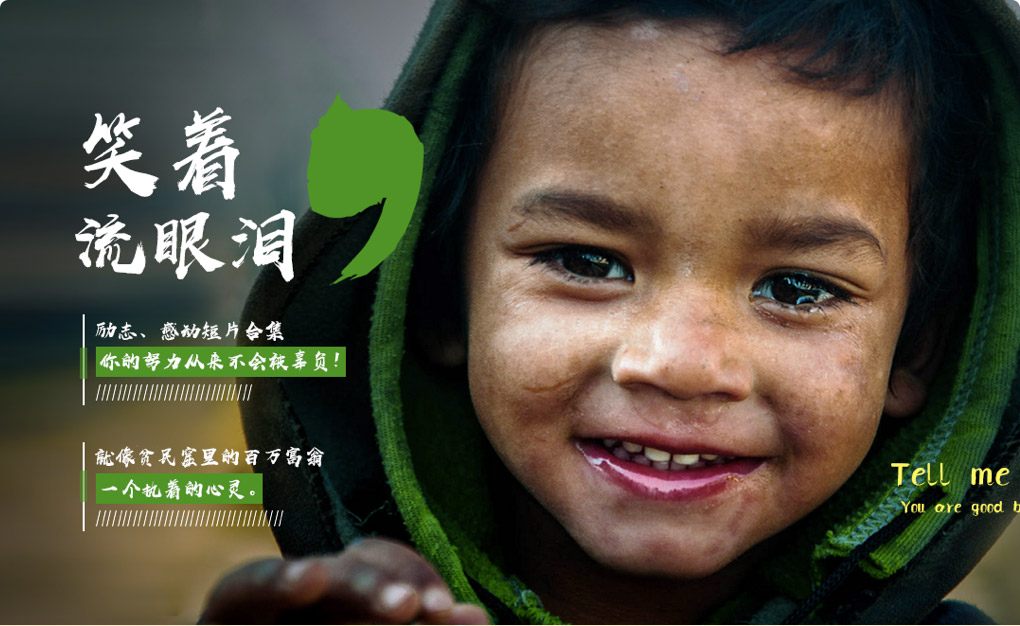 笑着
流眼泪
励志、感动短片合集
你的努力从来不会被辜负！
就像贫民窟里的百万富翁
一个执着的心灵。
Tell me
You are good b